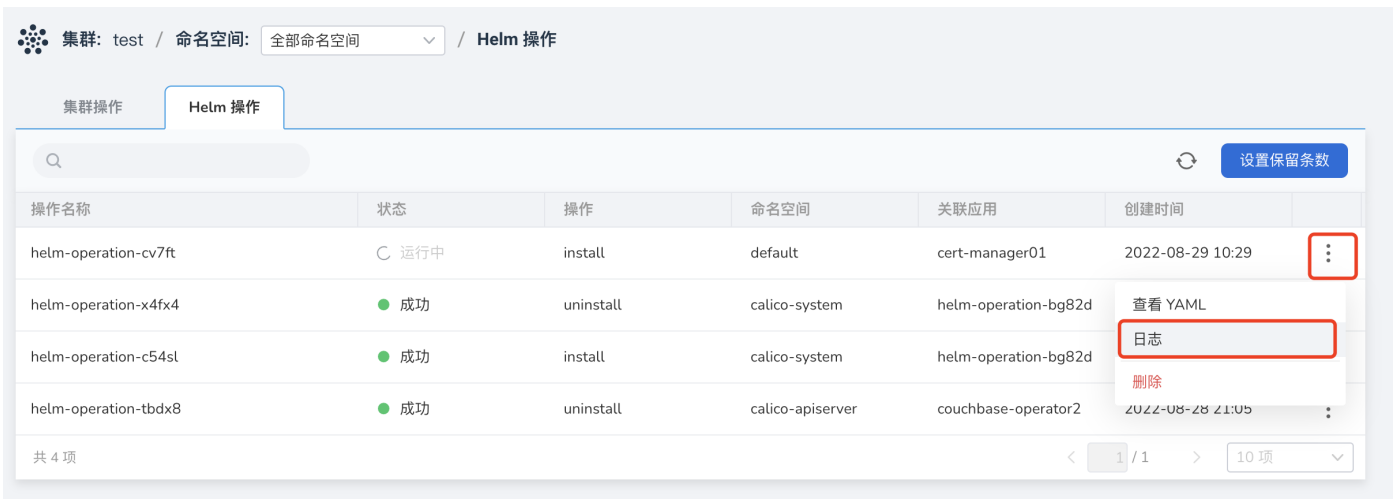 集群: test / 命名空间: 全部命名空间 / Helm 操作
集群操作 Helm 操作
设置保留条数
操作名称 状态 操作 命名空间 关联应用 创建时间
helm-operation-cv7ft 运行中 install default cert-manager01 2022-08-29 10:29
helm-operation-x4fx4 成功 uninstall calico-system helm-operation-bg82d
查看 YAML
日志
helm-operation-c54sl 成功 install calico-system helm-operation-bg82d
删除
helm-operation-tbdx8 成功 uninstall calico-apiserver couchbase-operator2 2022-08-28 21:05
共 4 项 1 / 1 10 项